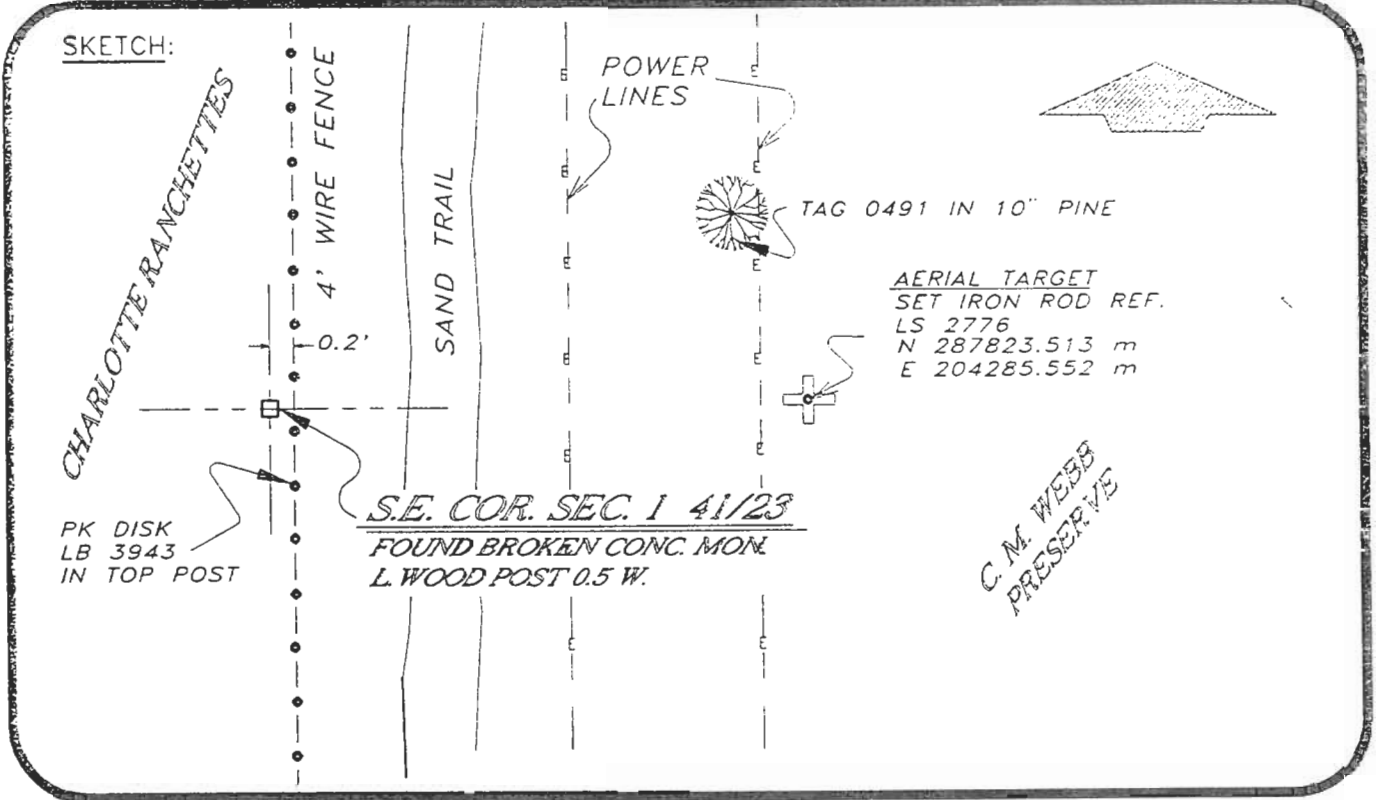 SKETCH:
CHARLOTTE RANCHETTES
4' WIRE FENCE
SAND TRAIL
POWER
LINES
TAG 0491 IN 10" PINE
AERIAL TARGET
SET IRON ROD REF.
LS 2776
N 287823.513 m
E 204285.552 m
0.2'
S.E. COR. SEC. 1 41/23
FOUND BROKEN CONC. MON.
L. WOOD POST 0.5 W.
PK DISK
LB 3943
IN TOP POST
C. M. WEBB
PRESERVE
E
E
E
E
E
E
E
E
E
E
E
E